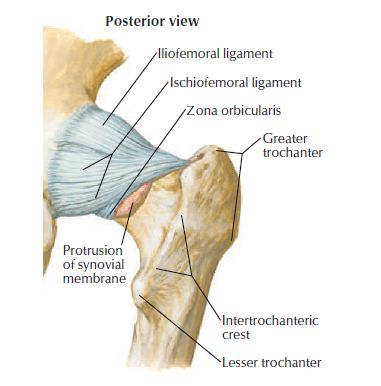 Posterior view
Iliofemoral ligament
Ischiofemoral ligament
Zona orbicularis
Greater
trochanter
Protrusion
of synovial
membrane
Intertrochanteric
crest
Lesser trochanter